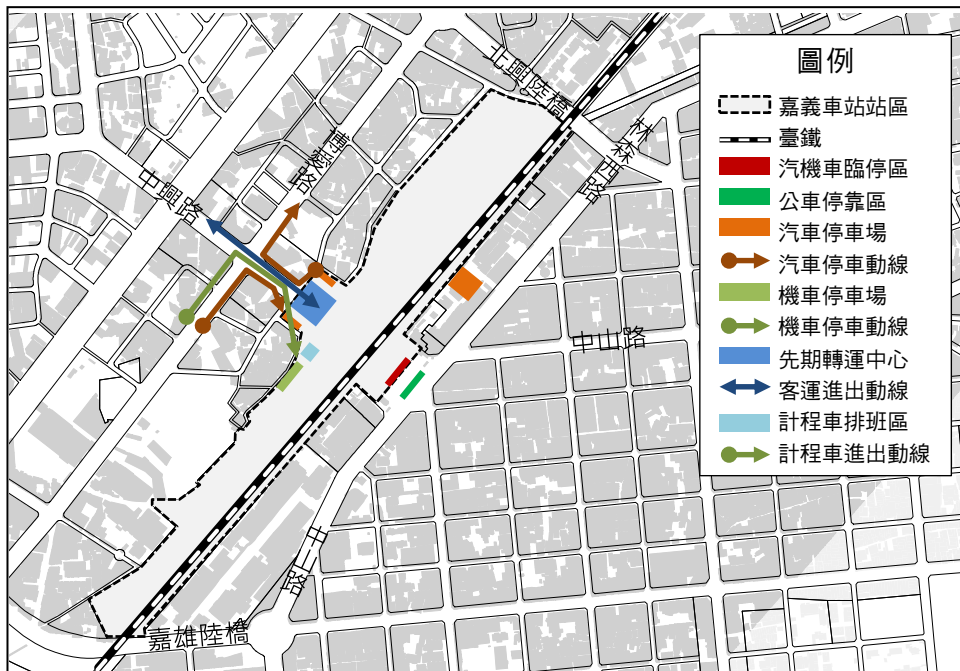 北興陸橋
林森西路
博愛路
中興路
中山路
中山路
嘉雄陸橋
圖例
嘉義車站站區
臺鐵
汽機車臨停區
公車停靠區
汽車停車場
汽車停車動線
機車停車場
機車停車動線
先期轉運中心
客運進出動線
計程車排班區
計程車進出動線